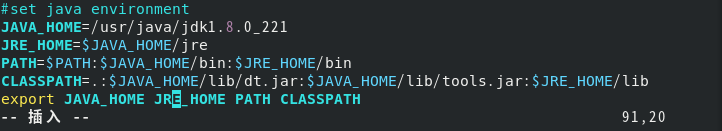 #set java environment
JAVA_HOME=/usr/java/jdk1.8.0_221
JRE_HOME=$JAVA_HOME/jre
PATH=$PATH:$JAVA_HOME/bin:$JRE_HOME/bin
CLASSPATH=.:$JAVA_HOME/lib/dt.jar:$JAVA_HOME/lib/tools.jar:$JRE_HOME/lib
export JAVA_HOME JRE_HOME PATH CLASSPATH
-- 插入 -- 91,20